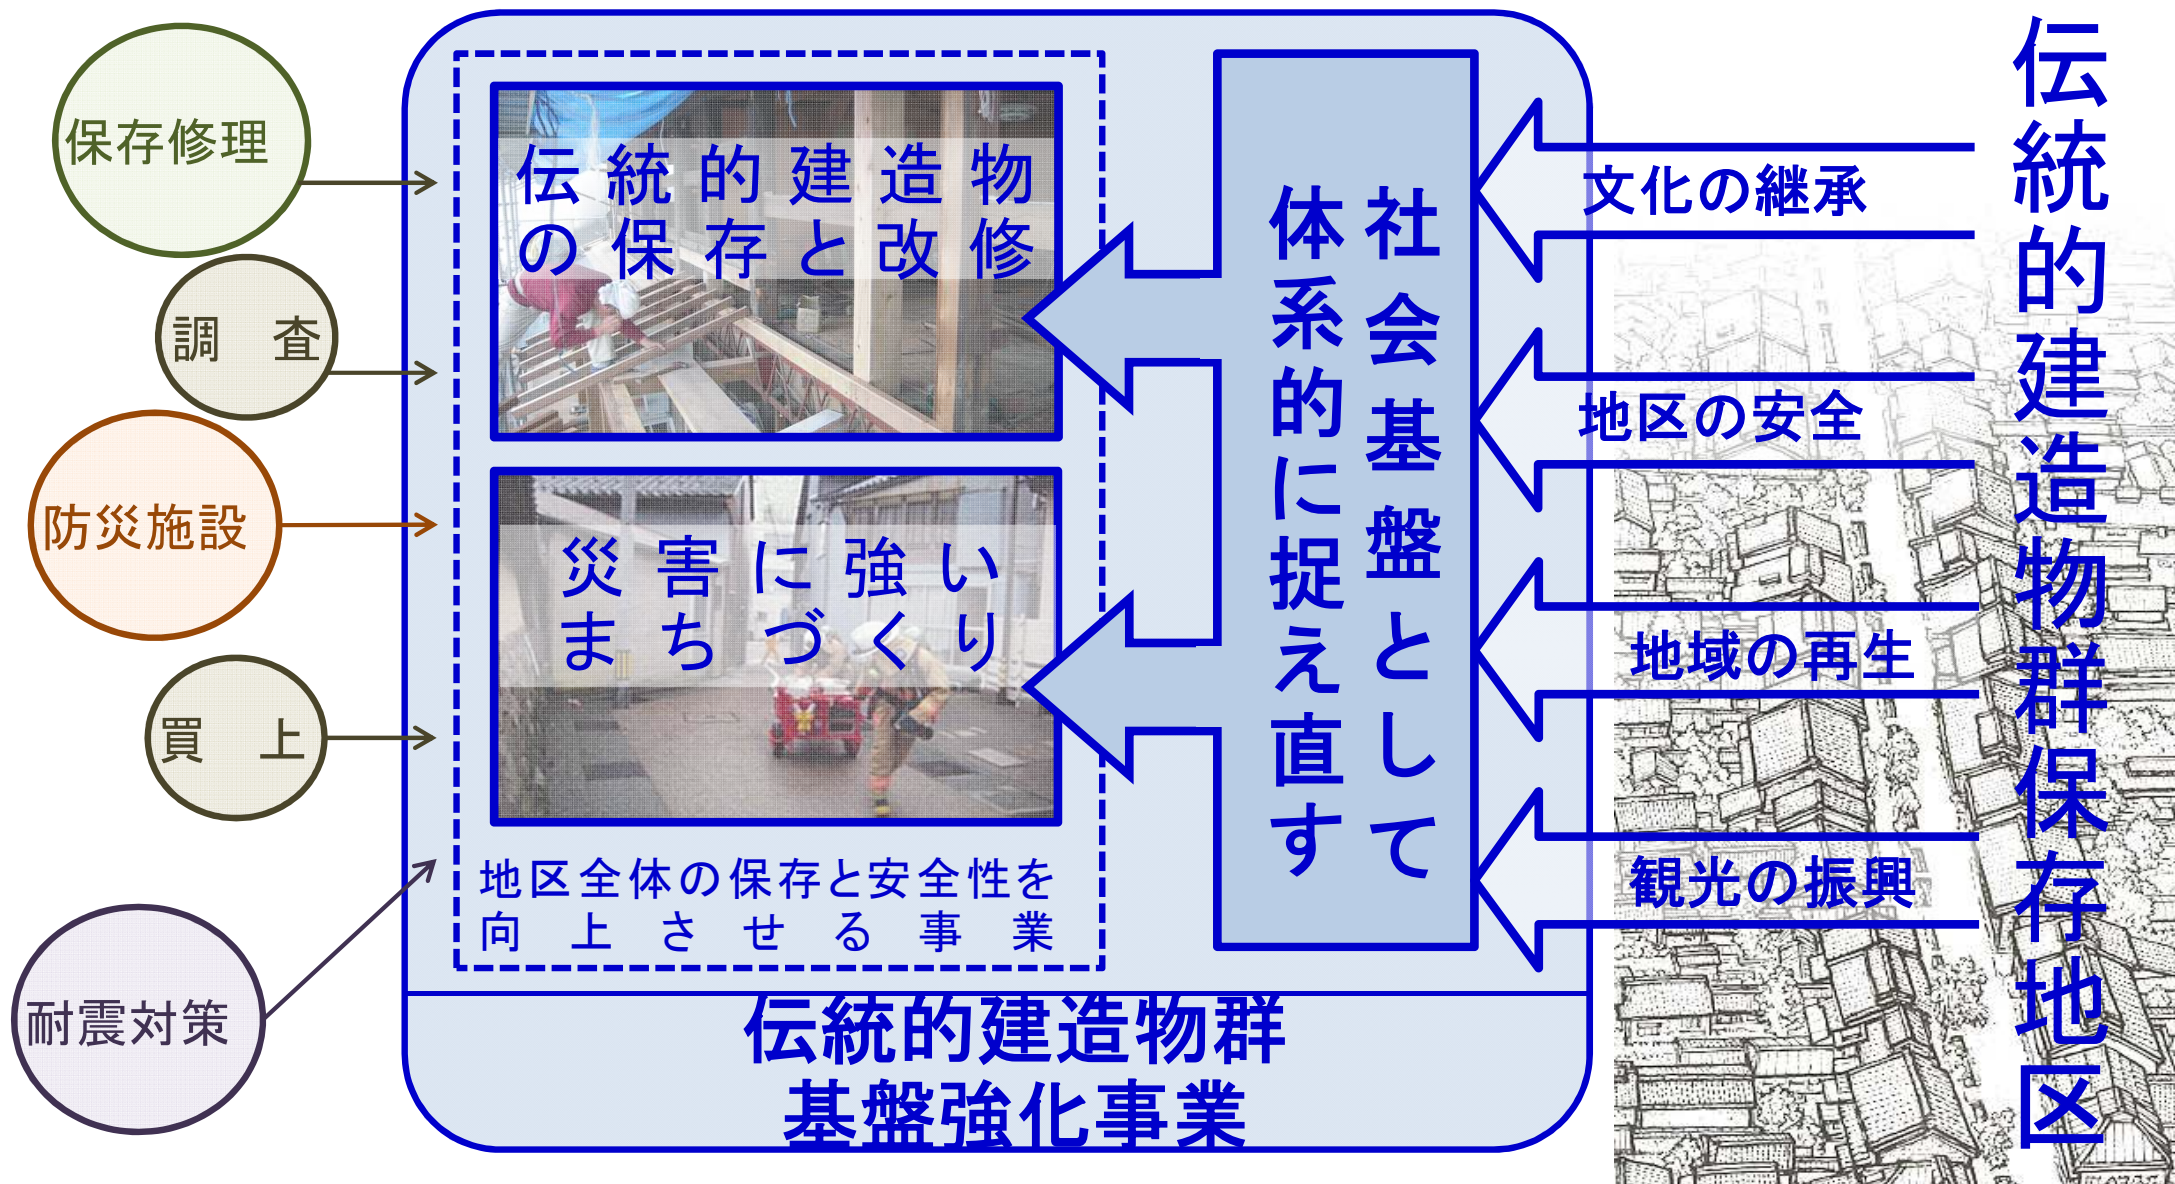 保存修理
調　査
防災施設
買　上
耐震対策
伝統的建造物
の保存と改修
災害に強い
まちづくり
地区全体の保存と安全性を
向上させる事業
社会基盤として
体系的に捉え直す
文化の継承
地区の安全
地域の再生
観光の振興
伝統的建造物群保存地区
伝統的建造物群
基盤強化事業